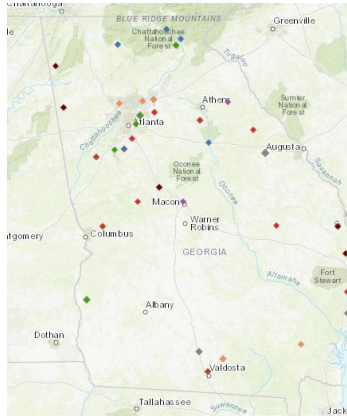 Chattanooga
BLUE RIDGE MOUNTAINS
Greenville
Chattahoochee
National
Forest
Tugaloo
Athens
Sumter
National
Forest
Atlanta
Chattahoochee
Augusta
Savannah
Oconee
National
Forest
Oconee
Macon
Warner
Robins
tgomery
Columbus
GEORGIA
Altamaha
Fort
Stewart
Albany
Dothan
Valdosta
Tallahassee
Suwannee
Jack